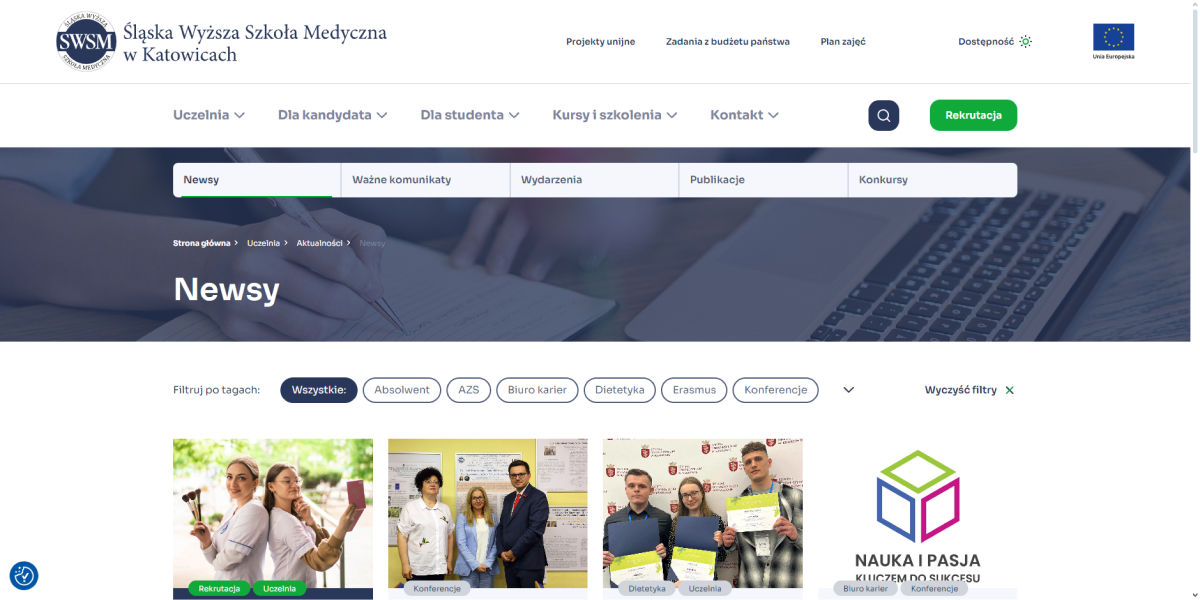 ŚLĄSKA WYŻSZA
SWSM
SZKOŁA MEDYCZNA
Śląska Wyższa Szkoła Medyczna
w Katowicach
Projekty unijne
Zadania z budżetu państwa
Plan zajęć
Dostępność
Unia Europejska
Uczelnia
Dla kandydata
Dla studenta
Kursy i szkolenia
Kontakt
Rekrutacja
Newsy
Ważne komunikaty
Wydarzenia
Publikacje
Konkursy
Strona główna > Uczelnia > Aktualności > Newsy
Newsy
Filtruj po tagach:
Wszystkie:
Absolwent
AZS
Biuro karier
Dietetyka
Erasmus
Konferencje
Wyczyść filtry
Rekrutacja
Uczelnia
Konferencje
Dietetyka
Uczelnia
NAUKA I PASJA
KLUCZEM DO SUKCESU
Biuro karier
Konferencje